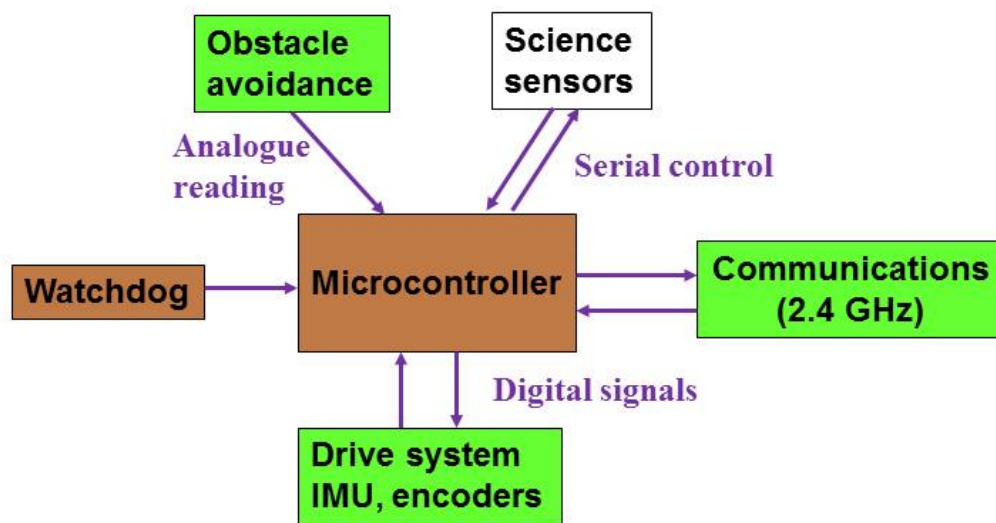 Obstacle
avoidance
Science
sensors
Analogue
reading
Serial control
Watchdog
Microcontroller
Communications
(2.4 GHz)
Digital signals
Drive system
IMU, encoders